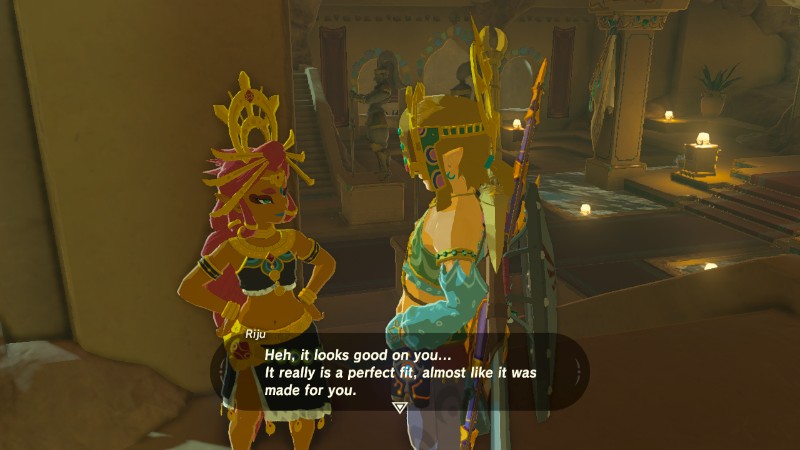 Riju
Heh, it looks good on you...
It really is a perfect fit, almost like it was
made for you.